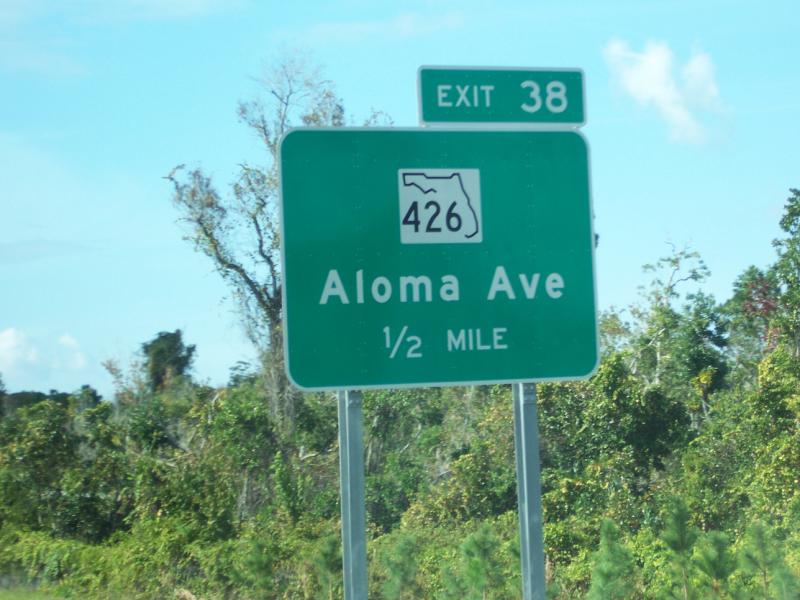 EXIT 38
426
Aloma Ave
1/2 MILE